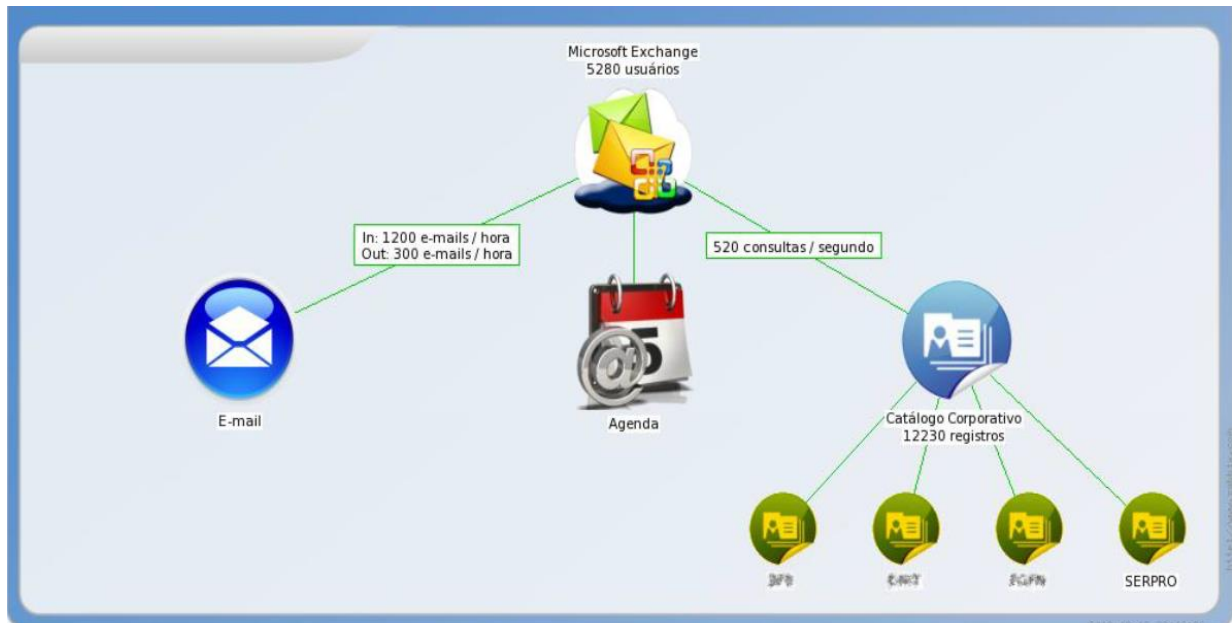 Microsoft Exchange
5280 usuários
In: 1200 e-mails / hora
Out: 300 e-mails / hora
520 consultas / segundo
5
@
E-mail
Agenda
Catálogo Corporativo
12230 registros
SERPRO